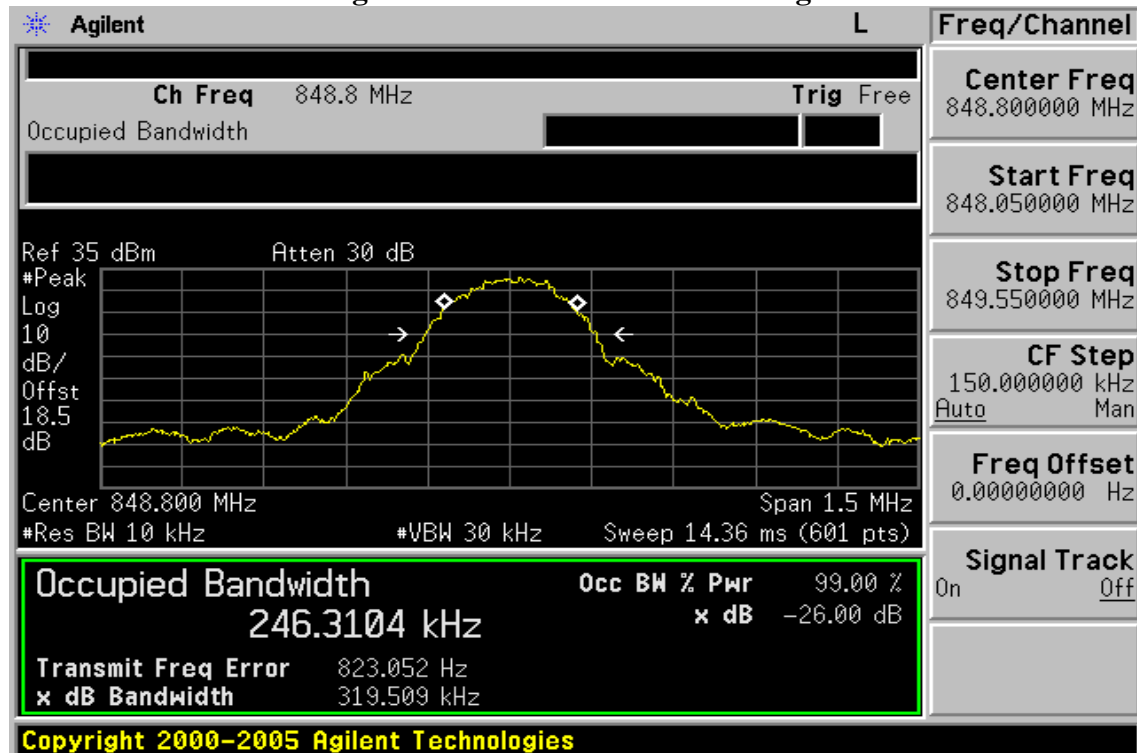 Agilent L
Freq/Channel
Ch Freq 848.8 MHz Trig Free
Occupied Bandwidth
Center Freq
848.800000 MHz
Start Freq
848.050000 MHz
Stop Freq
849.550000 MHz
CF Step
150.000000 kHz
Auto Man
Freq Offset
0.00000000 Hz
Signal Track
On Off
Ref 35 dBm Atten 30 dB
#Peak
Log
10
dB/
Offst
18.5
dB
Center 848.800 MHz Span 1.5 MHz
#Res BW 10 kHz #VBW 30 kHz Sweep 14.36 ms (601 pts)
Occupied Bandwidth
246.3104 kHz
Occ BW % Pwr 99.00 %
x dB -26.00 dB
Transmit Freq Error 823.052 Hz
x dB Bandwidth 319.509 kHz
Copyright 2000-2005 Agilent Technologies